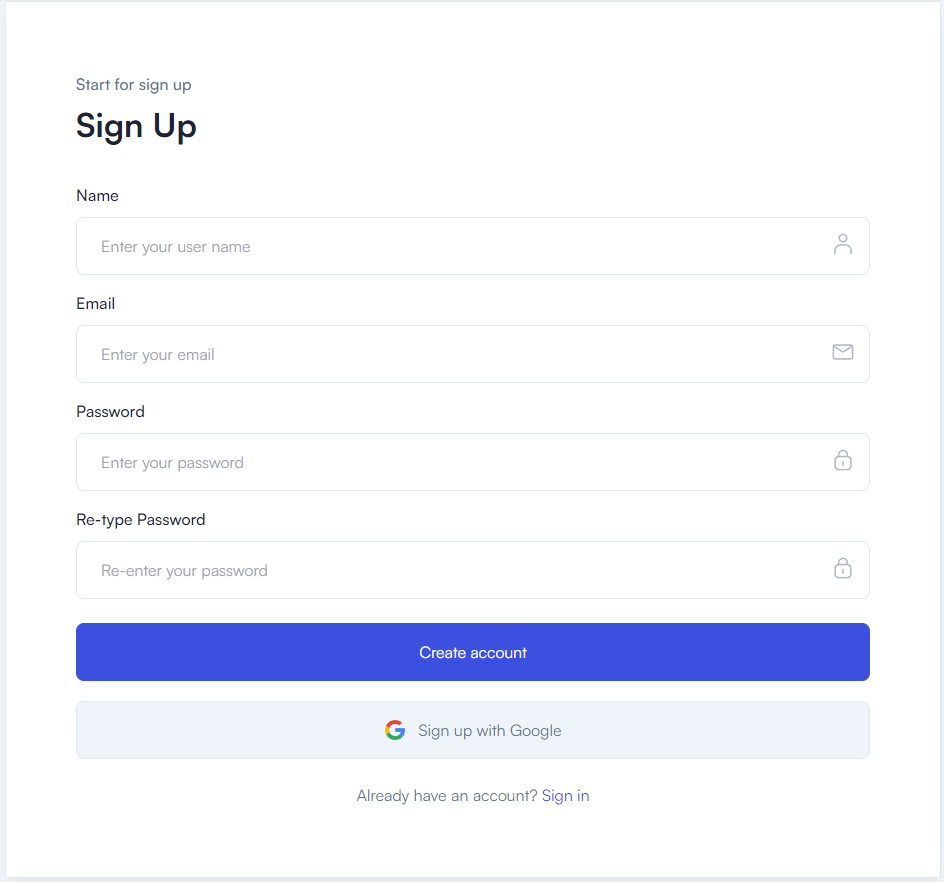 Start for sign up
Sign Up
Name
Enter your user name
Email
Enter your email
Password
Enter your password
Re-type Password
Re-enter your password
Create account
Sign up with Google
Already have an account? Sign in